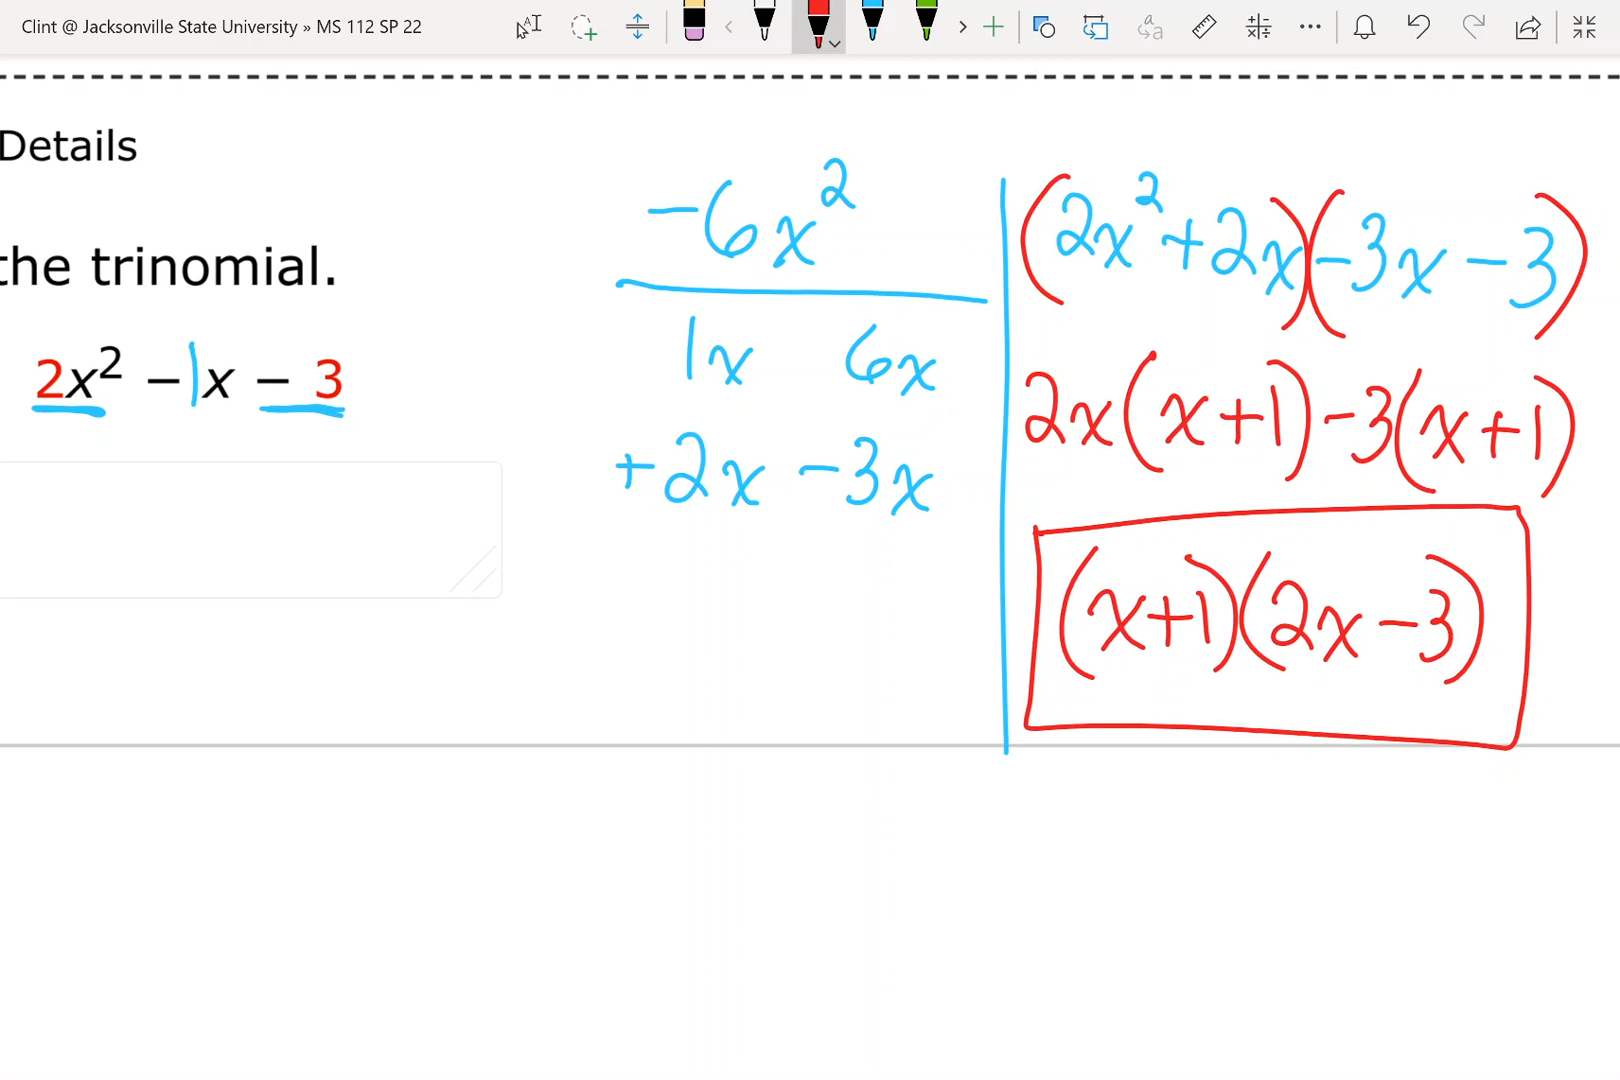 Clint @ Jacksonville State University » MS 112 SP 22
Details
the trinomial.
2x² − 1x − 3
-6x²
1x 6x
+2x -3x
(2x² + 2x)(-3x - 3)
2x(x+1) -3(x+1)
(x+1)(2x-3)